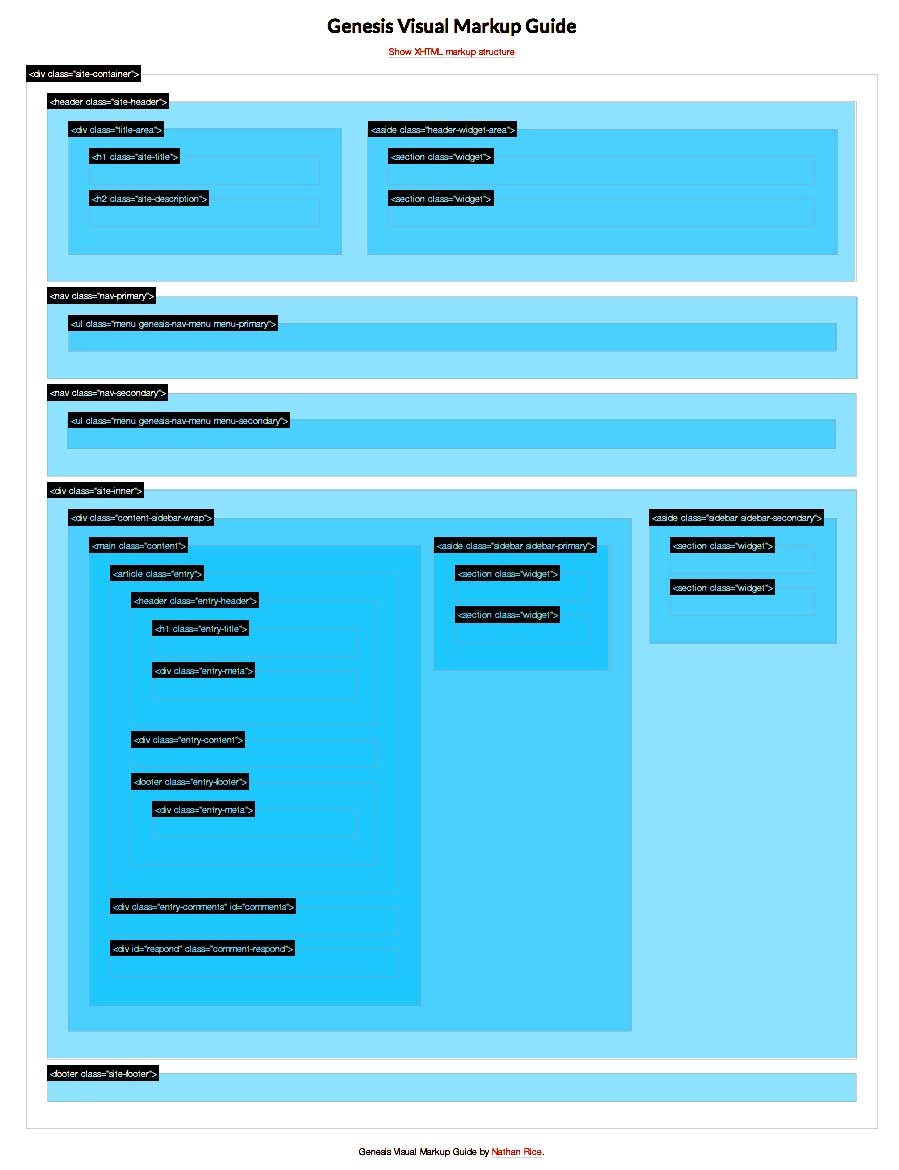 Genesis Visual Markup Guide
Show XHTML markup structure
<div class="site-container">
<header class="site-header">
<div class="title-area">
<h1 class="site-title">
<h2 class="site-description">
<aside class="header-widget-area">
<section class="widget">
<section class="widget">
<nav class="nav-primary">
<ul class="menu genesis-nav-menu menu-primary">
<nav class="nav-secondary">
<ul class="menu genesis-nav-menu menu-secondary">
<div class="site-inner">
<div class="content-sidebar-wrap">
<main class="content">
<article class="entry">
<header class="entry-header">
<h1 class="entry-title">
<div class="entry-meta">
<div class="entry-content">
<footer class="entry-footer">
<div class="entry-meta">
<div class="entry-comments" id="comments">
<div id="respond" class="comment-respond">
<aside class="sidebar sidebar-primary">
<section class="widget">
<section class="widget">
<aside class="sidebar sidebar-secondary">
<section class="widget">
<section class="widget">
<footer class="site-footer">
Genesis Visual Markup Guide by Nathan Rice.